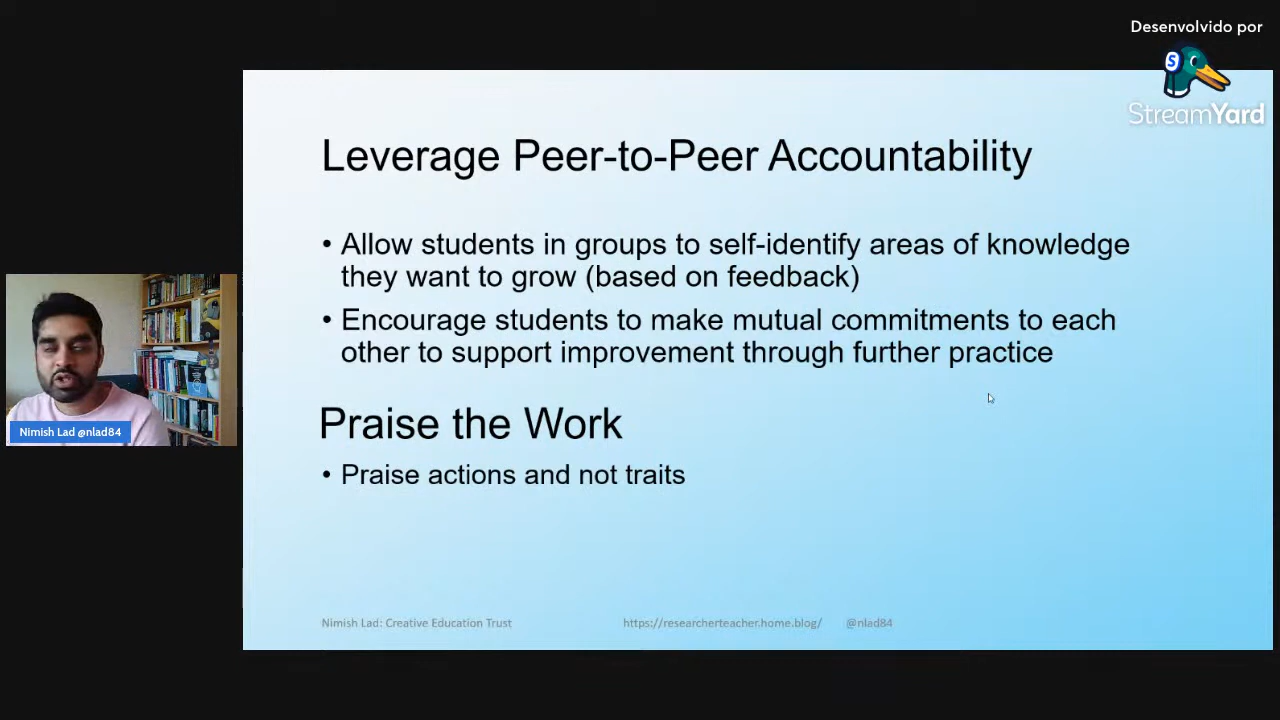 Desenvolvido por
S
StreamYard
Leverage Peer-to-Peer Accountability
• Allow students in groups to self-identify areas of knowledge
they want to grow (based on feedback)
• Encourage students to make mutual commitments to each
other to support improvement through further practice
Praise the Work
• Praise actions and not traits
Nimish Lad @nlad84
Nimish Lad: Creative Education Trust
https://researcherteacher.home.blog/
@nlad84